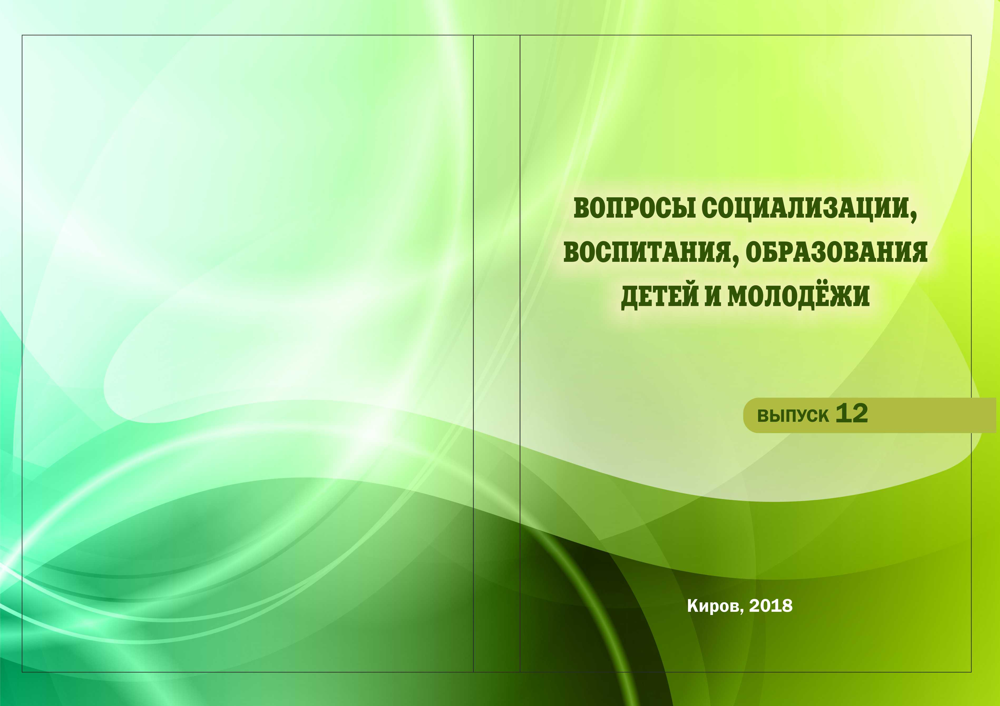 ВОПРОСЫ СОЦИАЛИЗАЦИИ,
ВОСПИТАНИЯ, ОБРАЗОВАНИЯ
ДЕТЕЙ И МОЛОДЁЖИ
ВЫПУСК 12
Киров, 2018